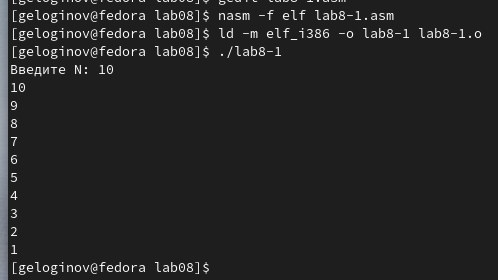 [geloginov@fedora lab08]$ gedit lab8-1.asm
[geloginov@fedora lab08]$ nasm -f elf lab8-1.asm
[geloginov@fedora lab08]$ ld -m elf_i386 -o lab8-1 lab8-1.o
[geloginov@fedora lab08]$ ./lab8-1
Введите N: 10
10
9
8
7
6
5
4
3
2
1
[geloginov@fedora lab08]$